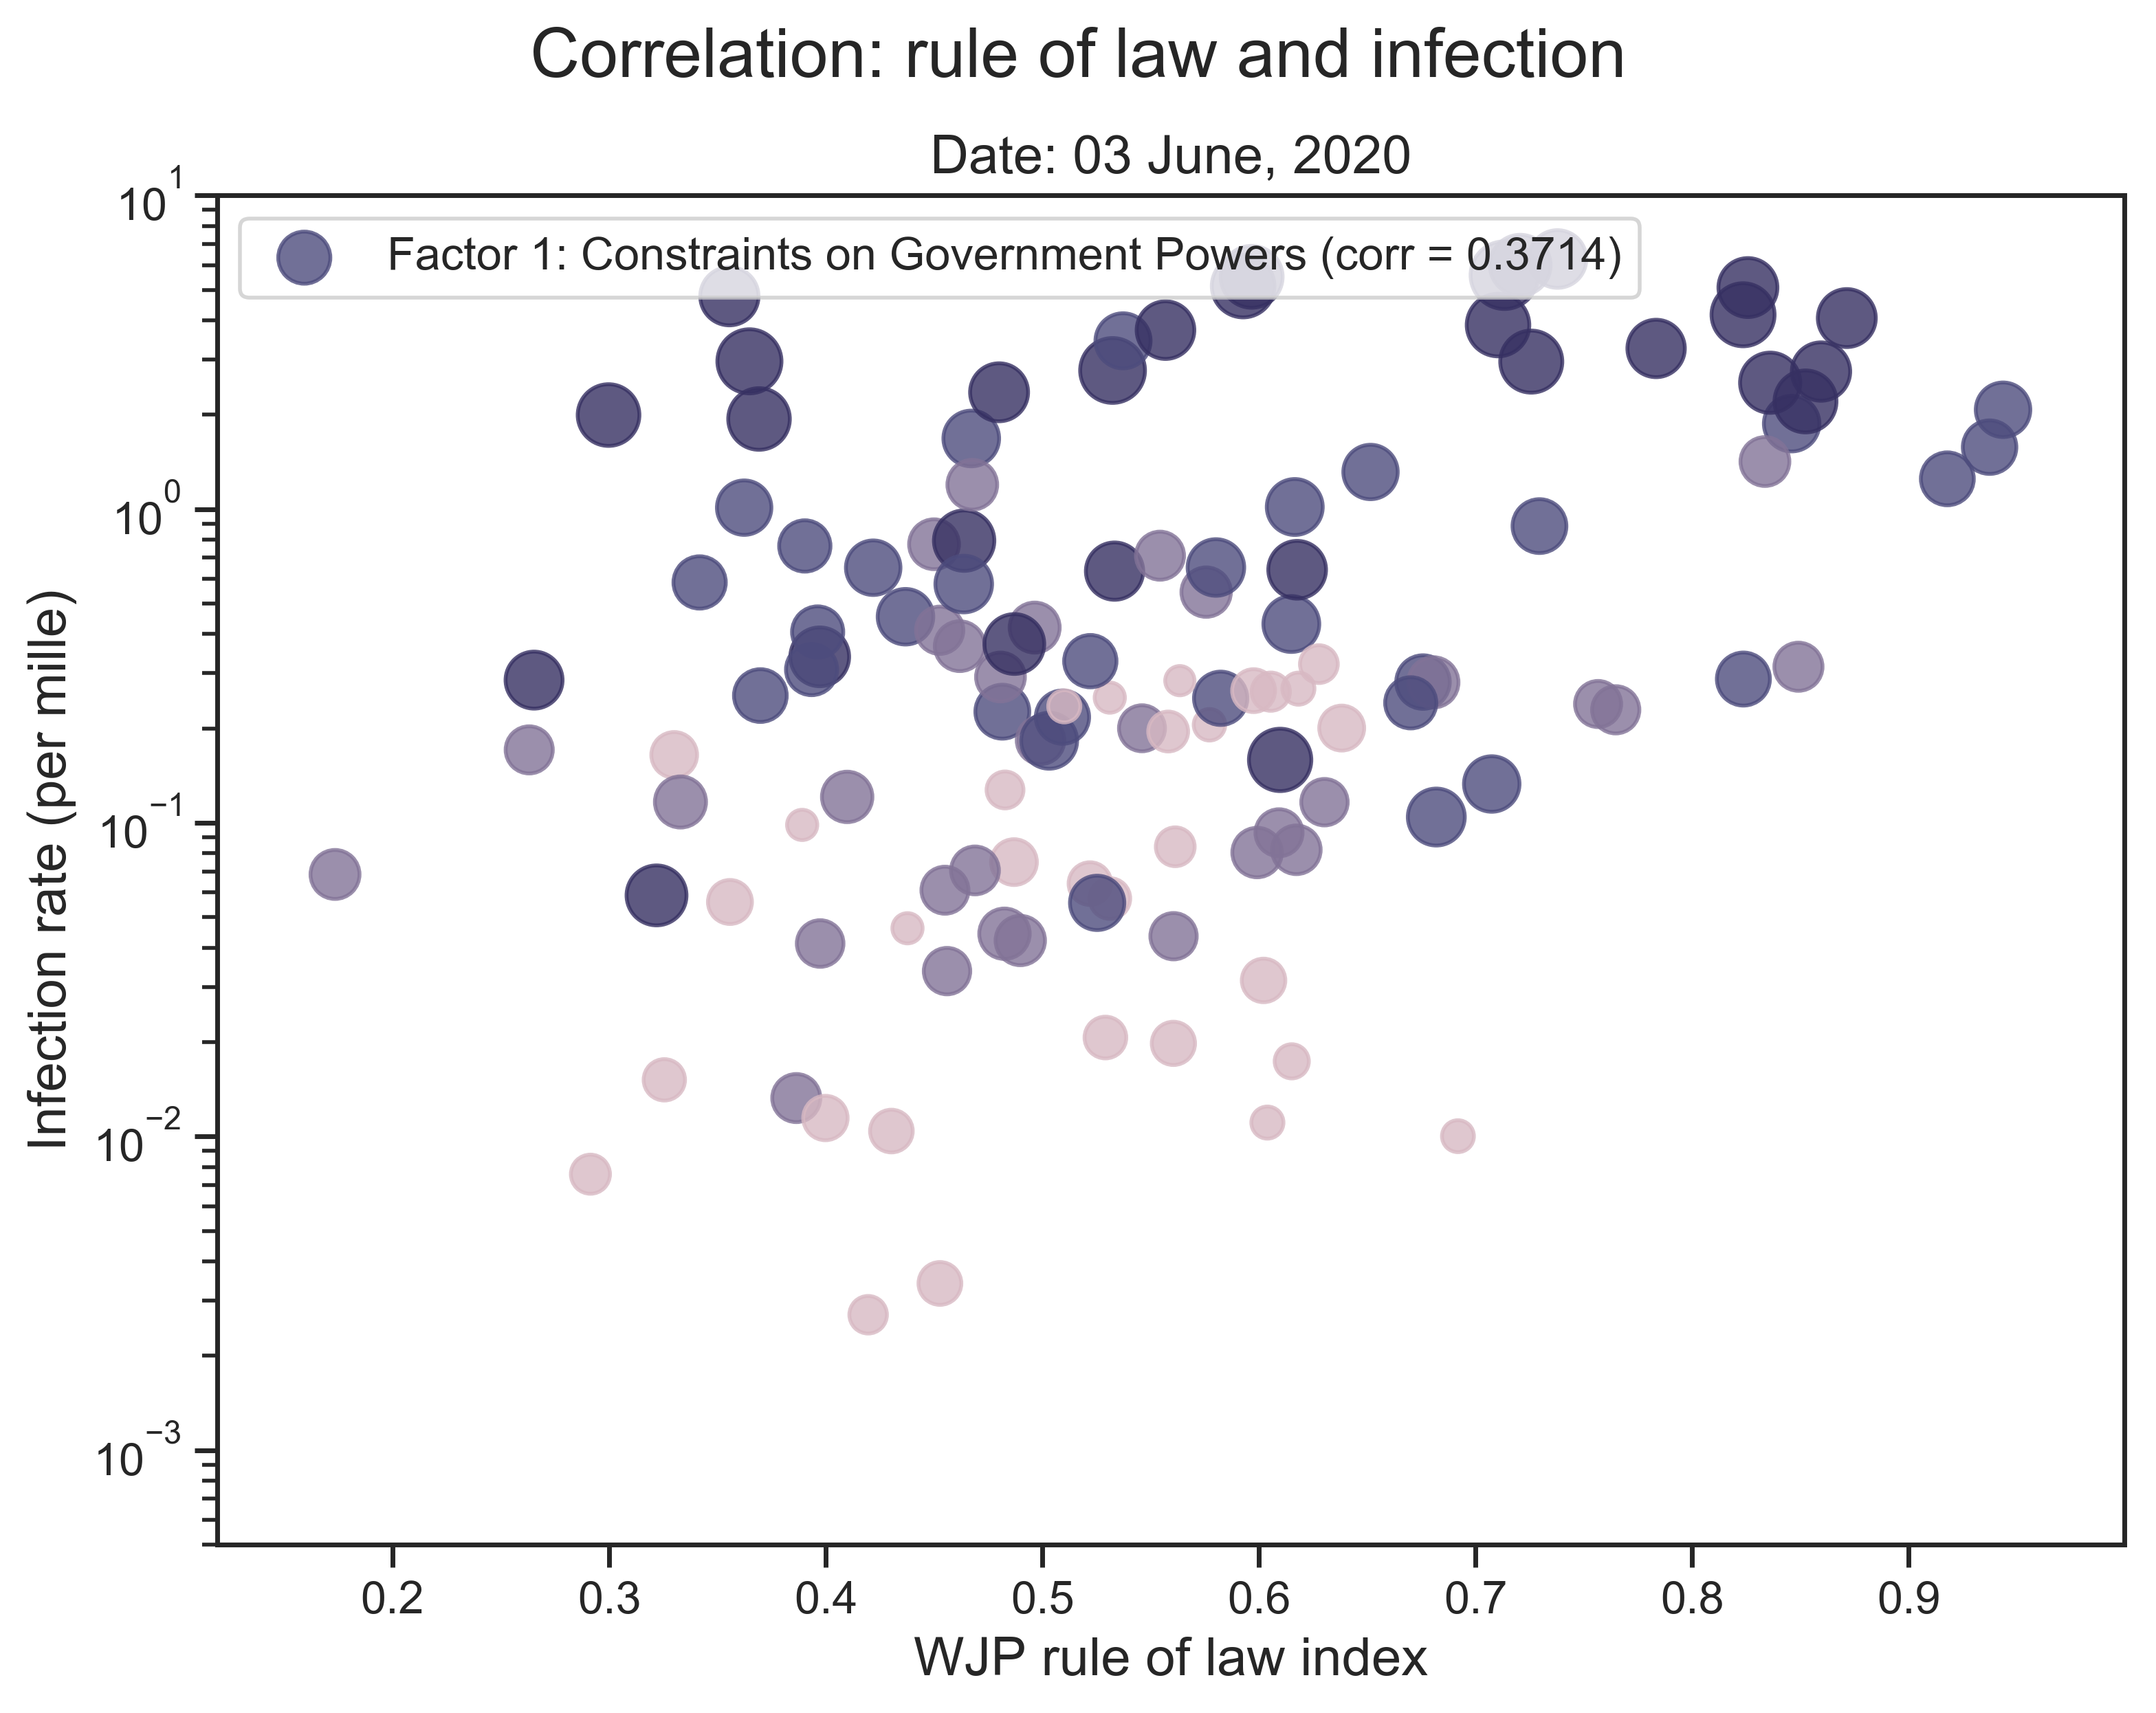 Correlation: rule of law and infection
Date: 03 June, 2020
Factor 1: Constraints on Government Powers (corr = 0.3714)
10^1
10^0
10^−1
10^−2
10^−3
Infection rate (per mille)
0.2 0.3 0.4 0.5 0.6 0.7 0.8 0.9
WJP rule of law index